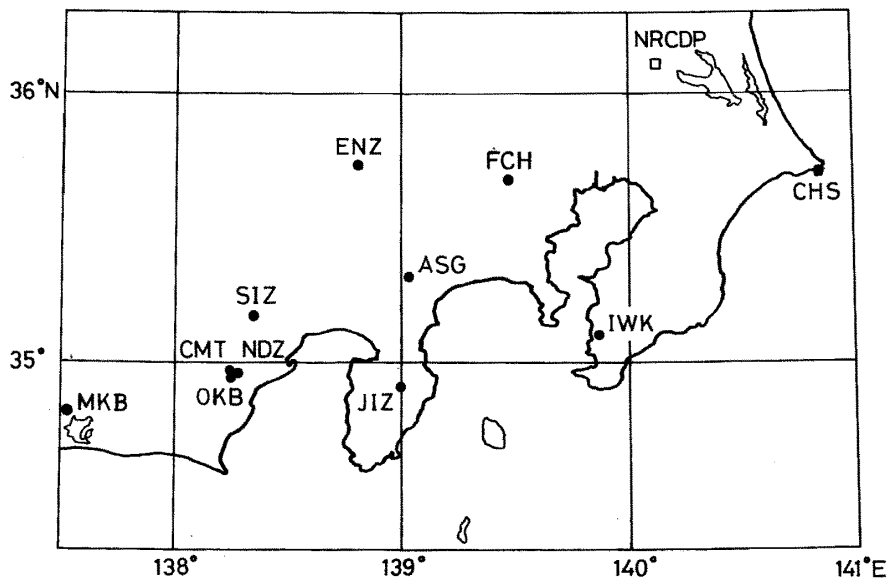 NRCDP
36°N
ENZ
FCH
CHS
ASG
SIZ
IWK
CMT NDZ
35°
OKB
JIZ
MKB
138°
139°
140°
141°E